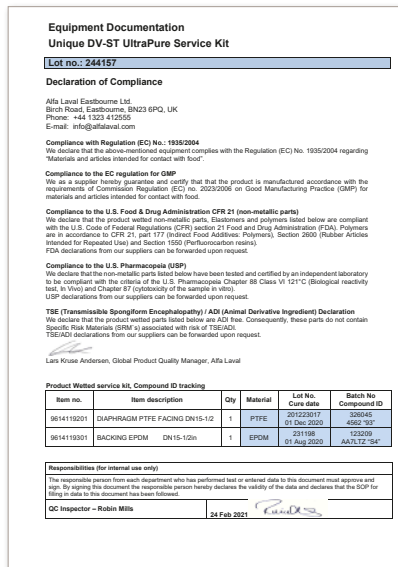 Equipment Documentation
Unique DV-ST UltraPure Service Kit
Lot no.: 244157
Declaration of Compliance
Alfa Laval Eastbourne Ltd.
Birch Road, Eastbourne, BN23 6PQ, UK
Phone: +44 1323 412555
E-mail: info@alfalaval.com
Compliance with Regulation (EC) No.: 1935/2004
We declare that the above-mentioned equipment complies with the Regulation (EC) No. 1935/2004 regarding
"Materials and articles intended for contact with food".
Compliance to the EC regulation for GMP
We as a supplier hereby guarantee and certify that that the product is manufactured accordance with the
requirements of Commission Regulation (EC) no. 2023/2006 on Good Manufacturing Practice (GMP) for
materials and articles intended for contact with food.
Compliance to the U.S. Food & Drug Administration CFR 21 (non-metallic parts)
We declare that the product wetted non-metallic parts, Elastomers and polymers listed below are compliant
with the U.S. Code of Federal Regulations (CFR) section 21 Food and Drug Administration (FDA). Polymers
are in accordance to CFR 21, part 177 (Indirect Food Additives: Polymers), Section 2600 (Rubber Articles
Intended for Repeated Use) and Section 1550 (Perfluorocarbon resins).
FDA declarations from our suppliers can be forwarded upon request.
Compliance to the U.S. Pharmacopeia (USP)
We declare that the non-metallic parts listed below have been tested and certified by an independent laboratory
to be compliant with the criteria of the U.S. Pharmacopeia Chapter 88 Class VI 121°C (Biological reactivity
test, In Vivo) and Chapter 87 (cytotoxicity of the sample in vitro).
USP declarations from our suppliers can be forwarded upon request.
TSE (Transmissible Spongiform Encephalopathy) / ADI (Animal Derivative Ingredient) Declaration
We declare that the product wetted parts listed below are ADI free. Consequently, these parts do not contain
Specific Risk Materials (SRM`s) associated with risk of TSE/ADI.
TSE/ADI declarations from our suppliers can be forwarded upon request.
Lars Kruse Andersen, Global Product Quality Manager, Alfa Laval
Product Wetted service kit, Compound ID tracking
Item no. Item description Qty Material Lot No. Cure date Batch No Compound ID
9614119201 DIAPHRAGM PTFE FACING DN15-1/2 1 PTFE 201223017 326045
01 Dec 2020 4562 "93"
9614119301 BACKING EPDM DN15-1/2in 1 EPDM 231198 123209
01 Aug 2020 AA7LTZ "S4"
Responsibilities (for internal use only)
The responsible person from each department who has performed test or entered data to this document must approve and
sign. By signing this document the responsible person hereby declares the validity of the data and declares that the SOP for
filling in data to this document has been followed.
QC Inspector – Robin Mills
24 Feb 2021